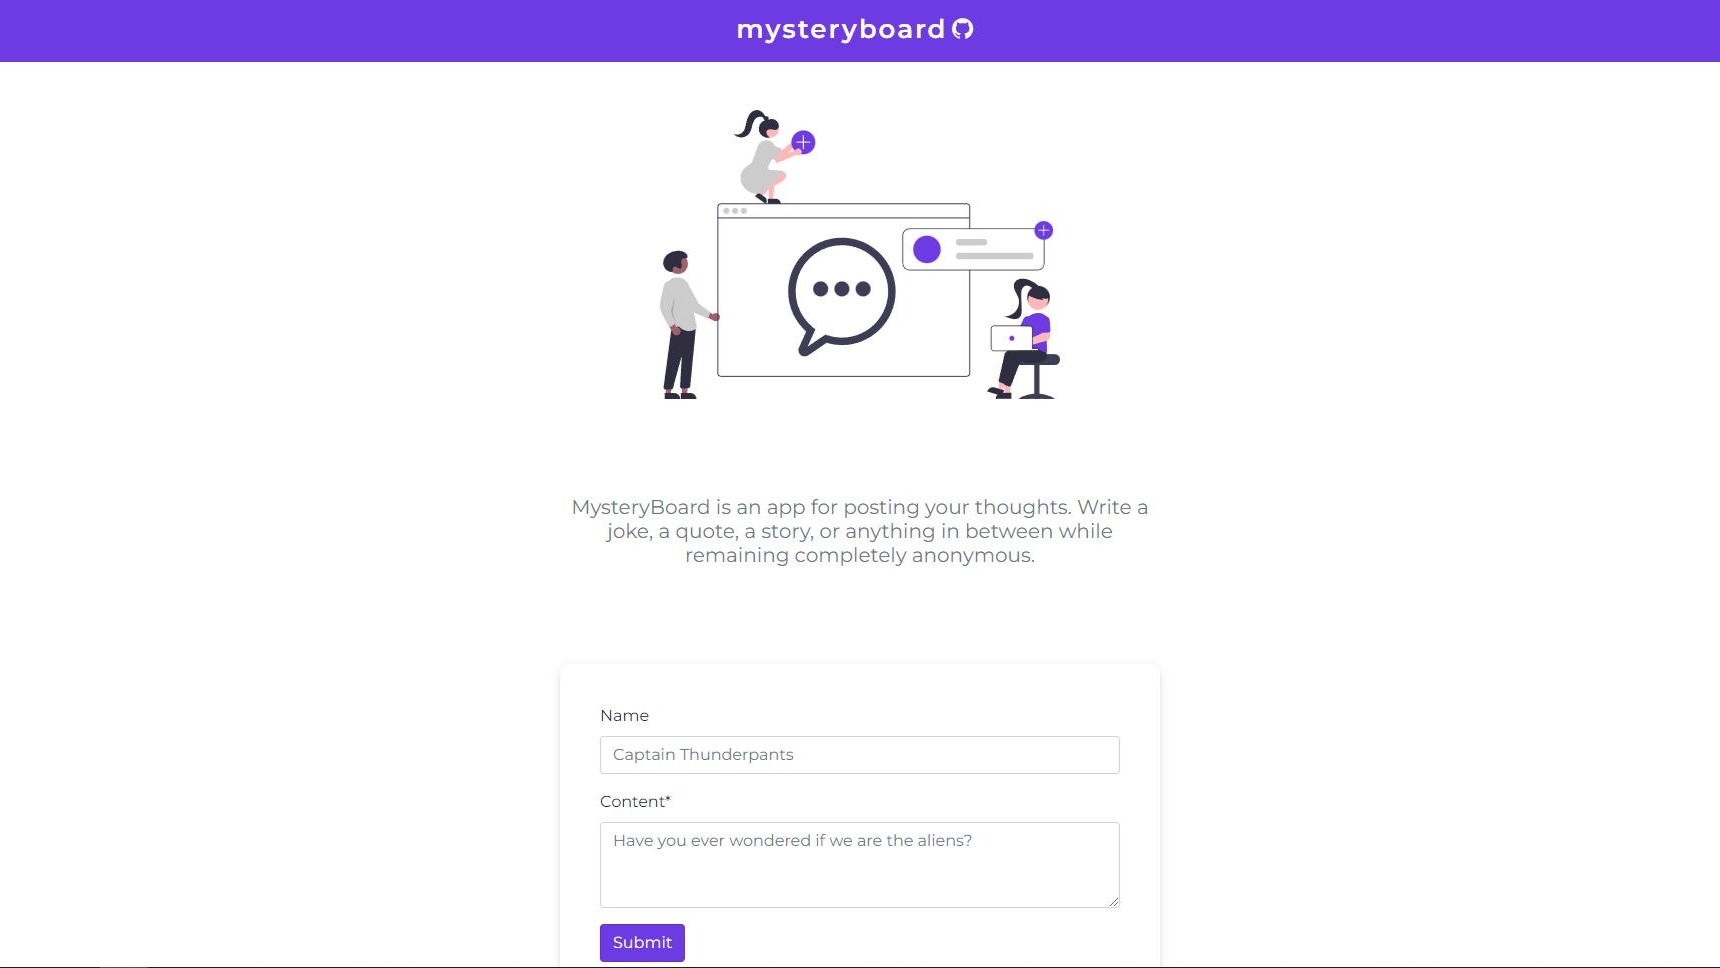 mysteryboard
MysteryBoard is an app for posting your thoughts. Write a
joke, a quote, a story, or anything in between while
remaining completely anonymous.
Name
Captain Thunderpants
Content*
Have you ever wondered if we are the aliens?
Submit